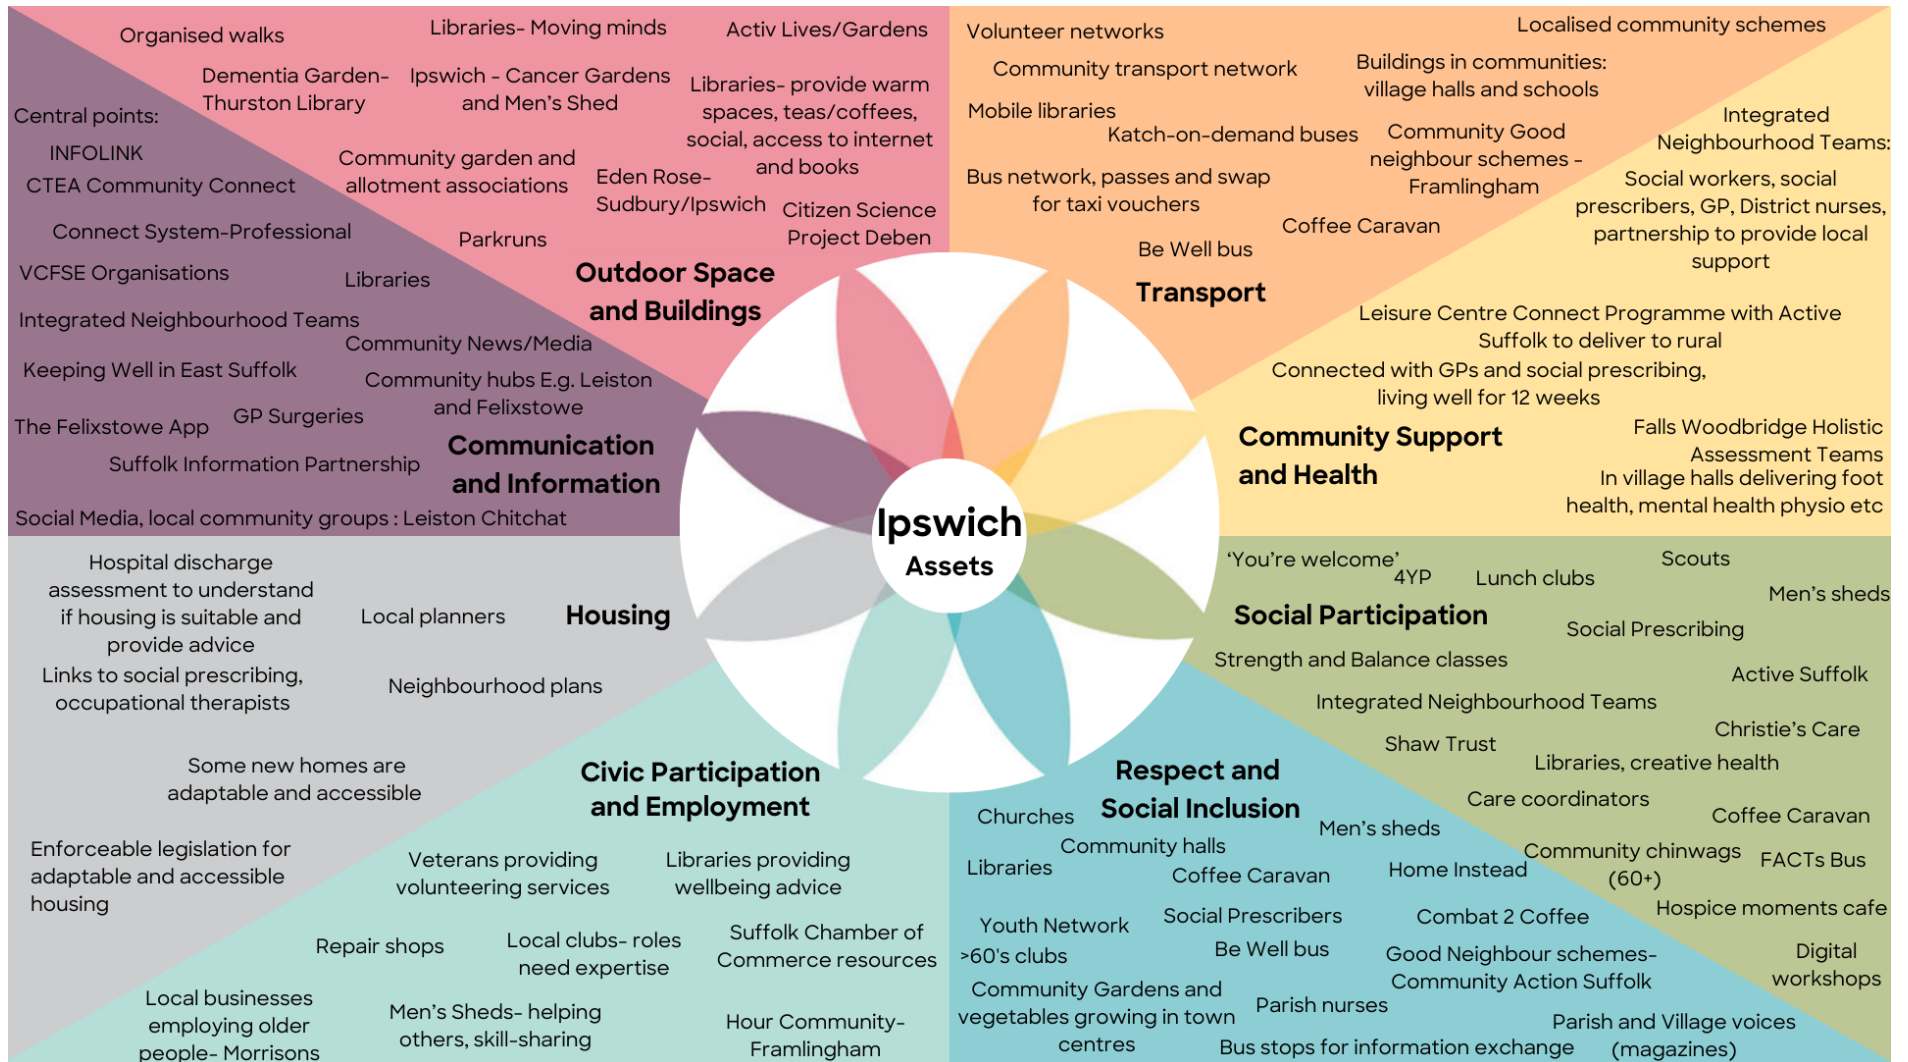 Organised walks
Libraries- Moving minds
Activ Lives/Gardens
Dementia Garden-
Thurston Library
Ipswich - Cancer Gardens
and Men's Shed
Libraries- provide warm
spaces, teas/coffees,
social, access to internet
and books
Community garden and
allotment associations
Eden Rose-
Sudbury/Ipswich
Citizen Science
Project Deben
Parkruns
Outdoor Space
and Buildings
Volunteer networks
Localised community schemes
Community transport network
Buildings in communities:
village halls and schools
Mobile libraries
Katch-on-demand buses
Community Good
neighbour schemes -
Framlingham
Bus network, passes and swap
for taxi vouchers
Coffee Caravan
Be Well bus
Transport
Integrated
Neighbourhood Teams:
Social workers, social
prescribers, GP, District nurses,
partnership to provide local
support
Leisure Centre Connect Programme with Active
Suffolk to deliver to rural
Connected with GPs and social prescribing,
living well for 12 weeks
Community Support
and Health
Falls Woodbridge Holistic
Assessment Teams
In village halls delivering foot
health, mental health physio etc
Central points:
INFOLINK
CTEA Community Connect
Connect System-Professional
VCFSE Organisations
Libraries
Integrated Neighbourhood Teams
Community News/Media
Keeping Well in East Suffolk
Community hubs E.g. Leiston
and Felixstowe
The Felixstowe App
GP Surgeries
Communication
and Information
Suffolk Information Partnership
Social Media, local community groups : Leiston Chitchat
Ipswich
Assets
Hospital discharge
assessment to understand
if housing is suitable and
provide advice
Local planners
Housing
Links to social prescribing,
occupational therapists
Neighbourhood plans
Some new homes are
adaptable and accessible
Enforceable legislation for
adaptable and accessible
housing
'You're welcome'
4YP
Lunch clubs
Scouts
Men's sheds
Social Participation
Social Prescribing
Strength and Balance classes
Active Suffolk
Integrated Neighbourhood Teams
Christie's Care
Shaw Trust
Libraries, creative health
Care coordinators
Coffee Caravan
Community chinwags
(60+)
FACTs Bus
Hospice moments cafe
Digital
workshops
Civic Participation
and Employment
Veterans providing
volunteering services
Libraries providing
wellbeing advice
Repair shops
Local clubs- roles
need expertise
Suffolk Chamber of
Commerce resources
Local businesses
employing older
people- Morrisons
Men's Sheds- helping
others, skill-sharing
Hour Community-
Framlingham
Respect and
Social Inclusion
Churches
Men's sheds
Community halls
Libraries
Coffee Caravan
Home Instead
Youth Network
Social Prescribers
Combat 2 Coffee
>60's clubs
Be Well bus
Good Neighbour schemes-
Community Action Suffolk
Community Gardens and
vegetables growing in town
centres
Parish nurses
Parish and Village voices
(magazines)
Bus stops for information exchange